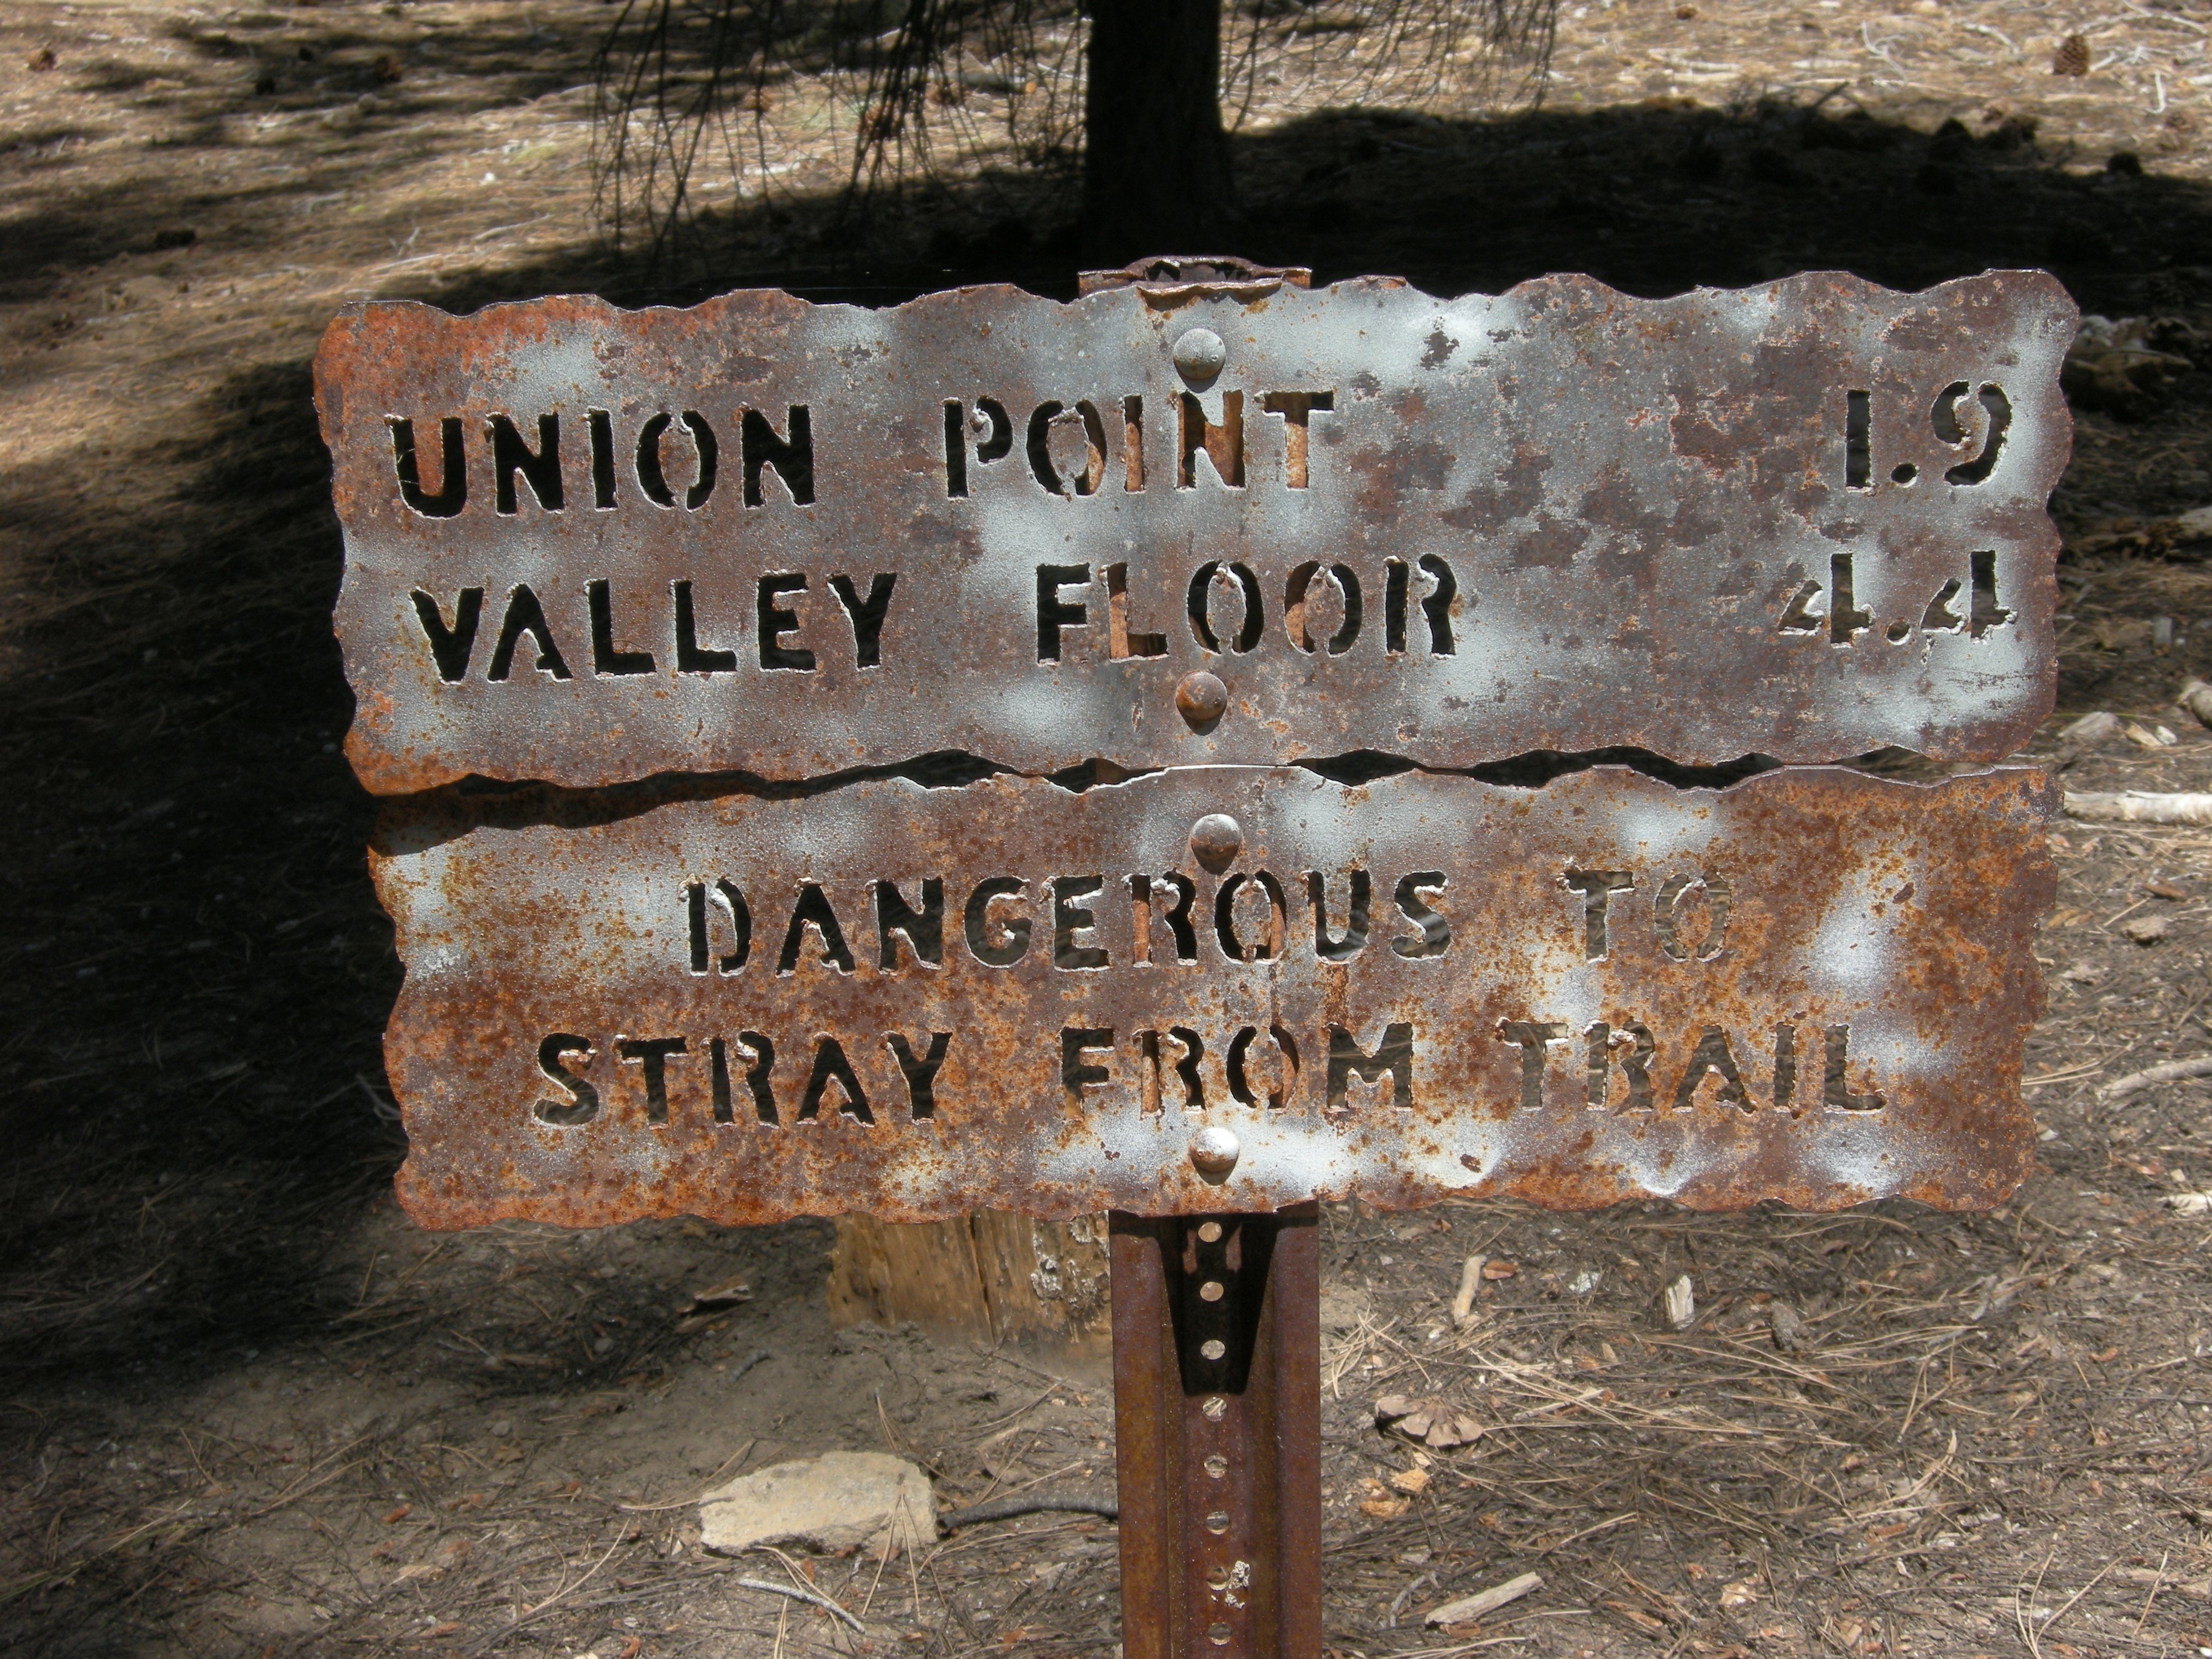 UNION POINT 1.9
VALLEY FLOOR 4.4
DANGEROUS TO
STRAY FROM TRAIL